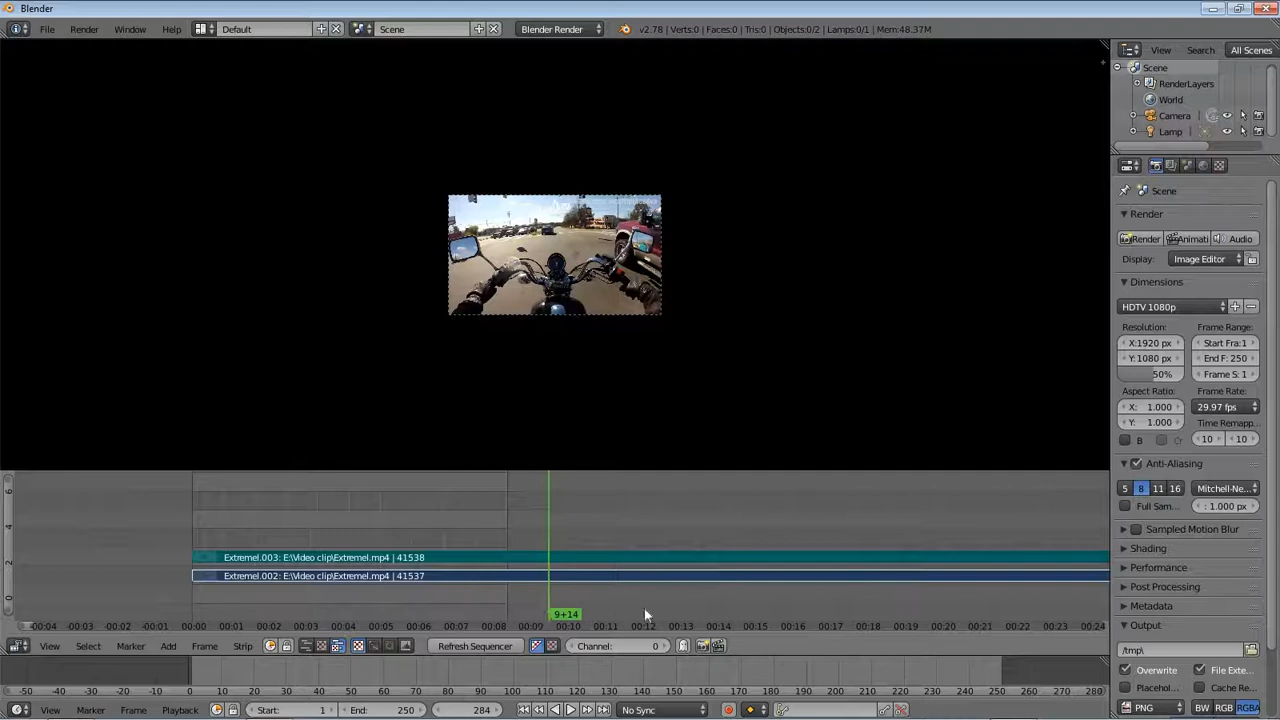 Blender
File Render Window Help Default Scene Blender Render v2.78 | Verts:0 | Faces:0 | Tris:0 | Objects:0/2 | Lamps:0/1 | Mem:48.37M
View Search All Scenes
Scene
RenderLayers
World
Camera
Lamp
Scene
Render
Render Animati Audio
Display: Image Editor
Dimensions
HDTV 1080p
Resolution: Frame Range:
X:1920 px Start Fra:1
Y:1080 px End F: 250
50% Frame S: 1
Aspect Ratio: Frame Rate:
X: 1.000 29.97 fps
Y: 1.000 Time Remapp...
B Cr 10 10
Anti-Aliasing
5 8 11 16 Mitchell-Ne...
Full Sam... : 1.000 px
Sampled Motion Blur
Shading
Performance
Post Processing
Metadata
Output
/tmp\
Overwrite File Exte...
Placehol... Cache Re...
PNG BW RGB RGBA
6
4
2
0
Extremel.003: E:\Video clip\Extremel.mp4 | 41538
Extremel.002: E:\Video clip\Extremel.mp4 | 41537
9+14
-00:04 -00:03 -00:02 -00:01 00:00 00:01 00:02 00:03 00:04 00:05 00:06 00:07 00:08 00:09 00:10 00:11 00:12 00:13 00:14 00:15 00:16 00:17 00:18 00:19 00:20 00:21 00:22 00:23 00:24
View Select Marker Add Frame Strip Refresh Sequencer Channel: 0
-50 -40 -30 -20 -10 0 10 20 30 40 50 60 70 80 90 100 110 120 130 140 150 160 170 180 190 200 210 220 230 240 250 260 270 280
View Marker Frame Playback Start: 1 End: 250 284 No Sync